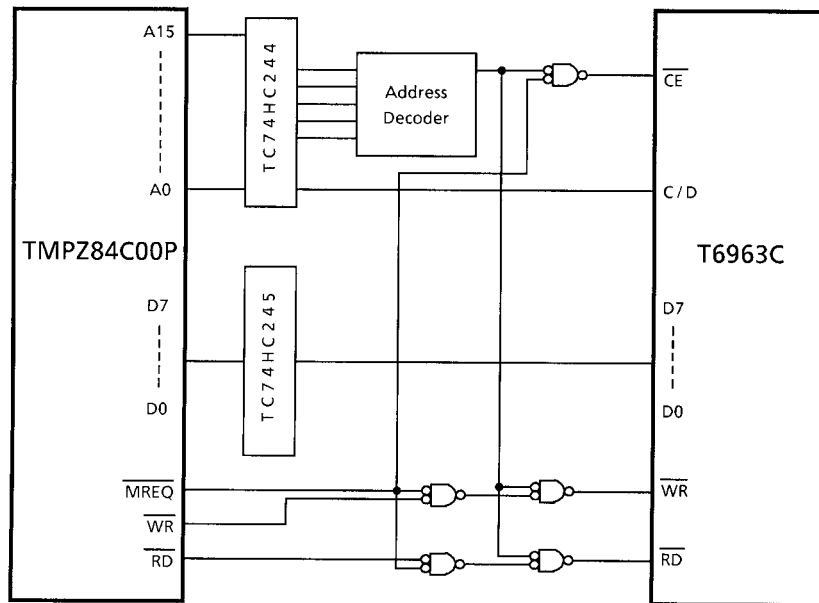 A15
A0
TMPZ84C00P
D7
D0
MREQ
WR
RD
TC74HC244
TC74HC245
Address
Decoder
CE
C/D
T6963C
D7
D0
WR
RD